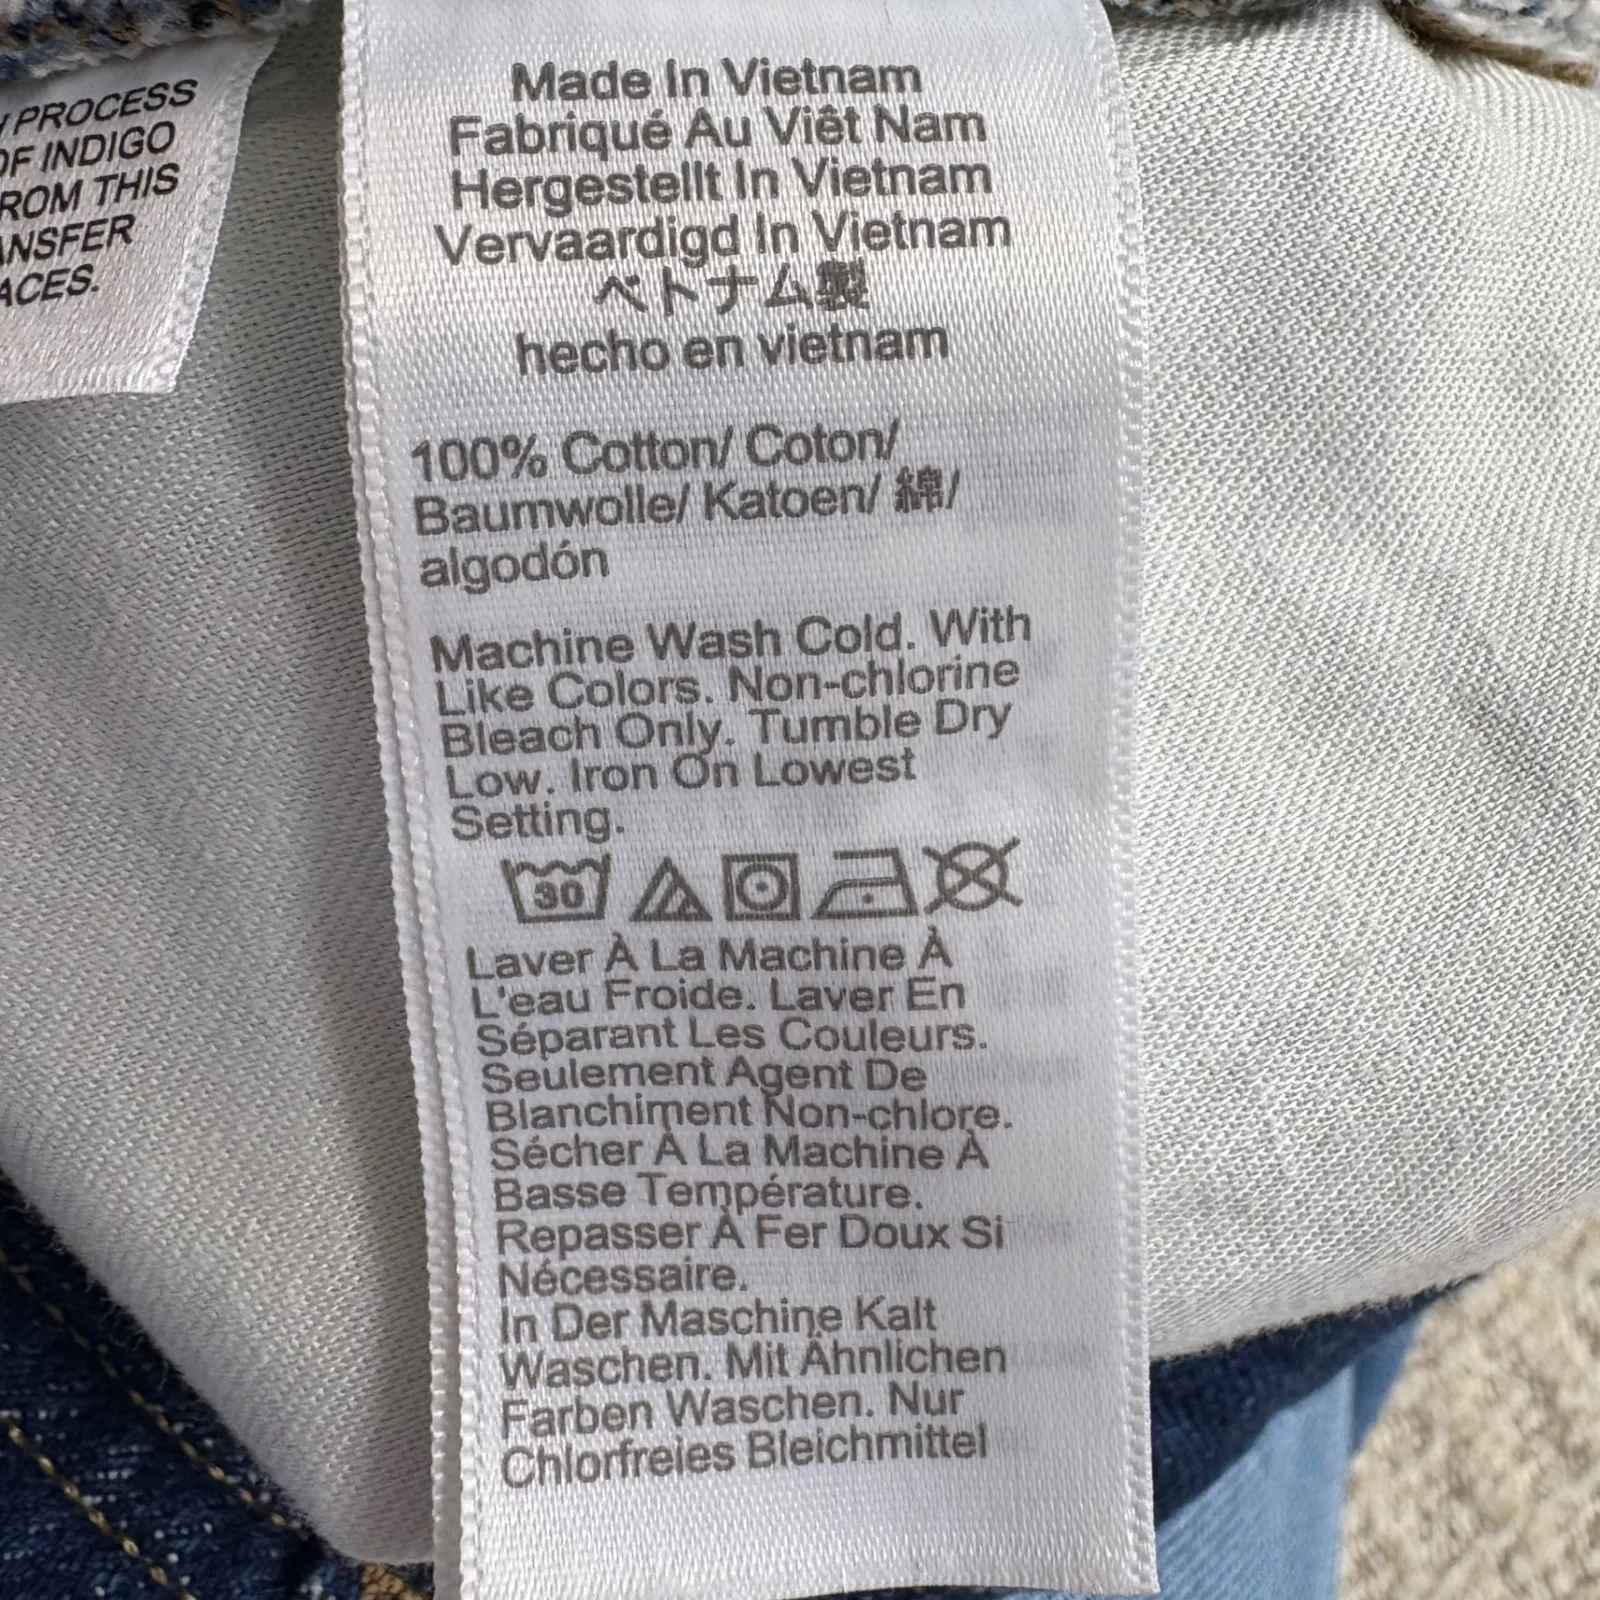 PROCESS
OF INDIGO
FROM THIS
Made In Vietnam
Fabriqué Au Viêt Nam
Hergestellt In Vietnam
Vervaardigd In Vietnam
ベトナム製
hecho en vietnam
100% Cotton/ Coton/
Baumwolle/ Katoen/ 綿/
algodón
Machine Wash Cold. With
Like Colors. Non-chlorine
Bleach Only. Tumble Dry
Low. Iron On Lowest
Setting.
30
Laver À La Machine À
L'eau Froide. Laver En
Séparant Les Couleurs.
Seulement Agent De
Blanchiment Non-chlore.
Sécher À La Machine À
Basse Température.
Repasser À Fer Doux Si
Nécessaire.
In Der Maschine Kalt
Waschen. Mit Ähnlichen
Farben Waschen. Nur
Chlorfreies Bleichmittel